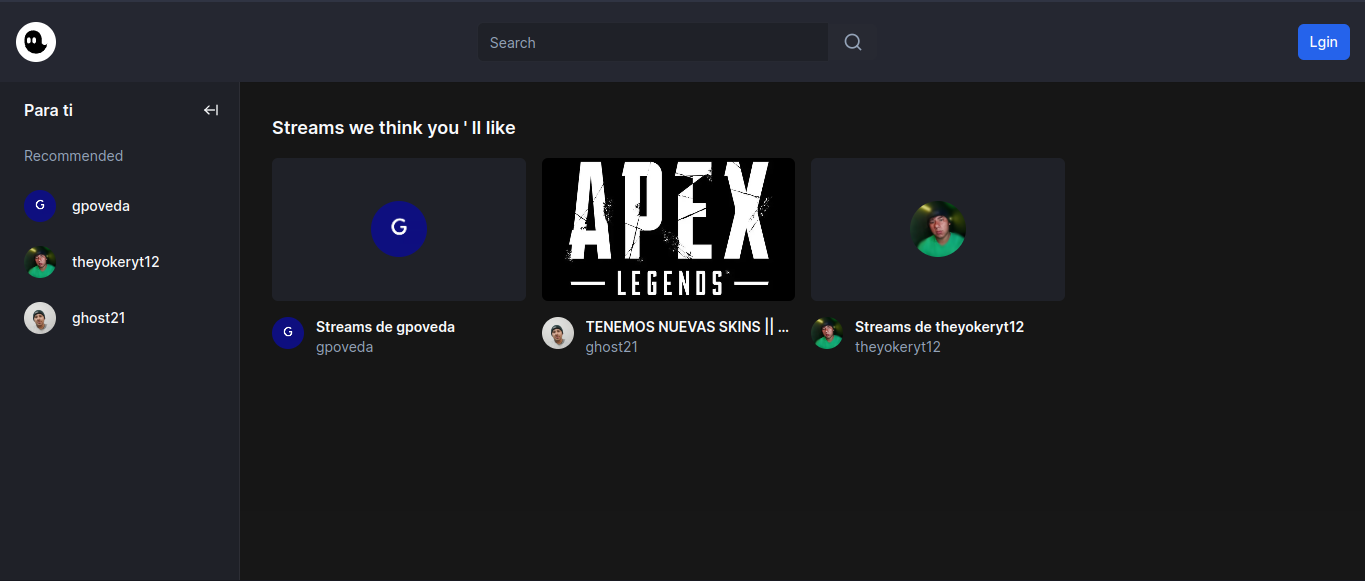 Search
Lgin
Para ti
Recommended
G gpoveda
theyokeryt12
ghost21
Streams we think you ' ll like
G
APEX
LEGENDS
G Streams de gpoveda
gpoveda
TENEMOS NUEVAS SKINS || ...
ghost21
Streams de theyokeryt12
theyokeryt12